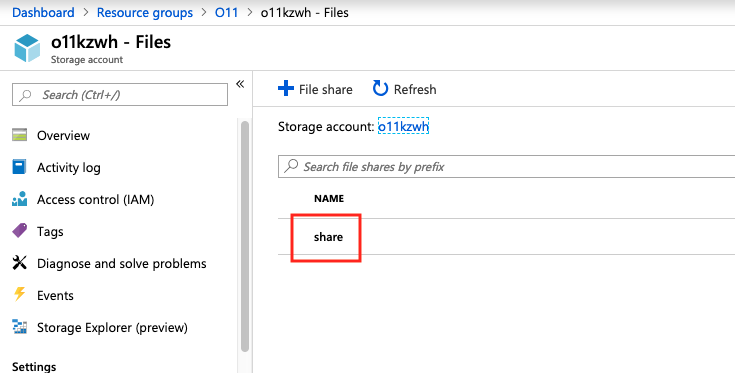 Dashboard > Resource groups > O11 > o11kzwh - Files
o11kzwh - Files
Storage account
«
Search (Ctrl+/)
Overview
Activity log
Access control (IAM)
Tags
Diagnose and solve problems
Events
Storage Explorer (preview)
Settings
+ File share Refresh
Storage account: o11kzwh
Search file shares by prefix
NAME
share